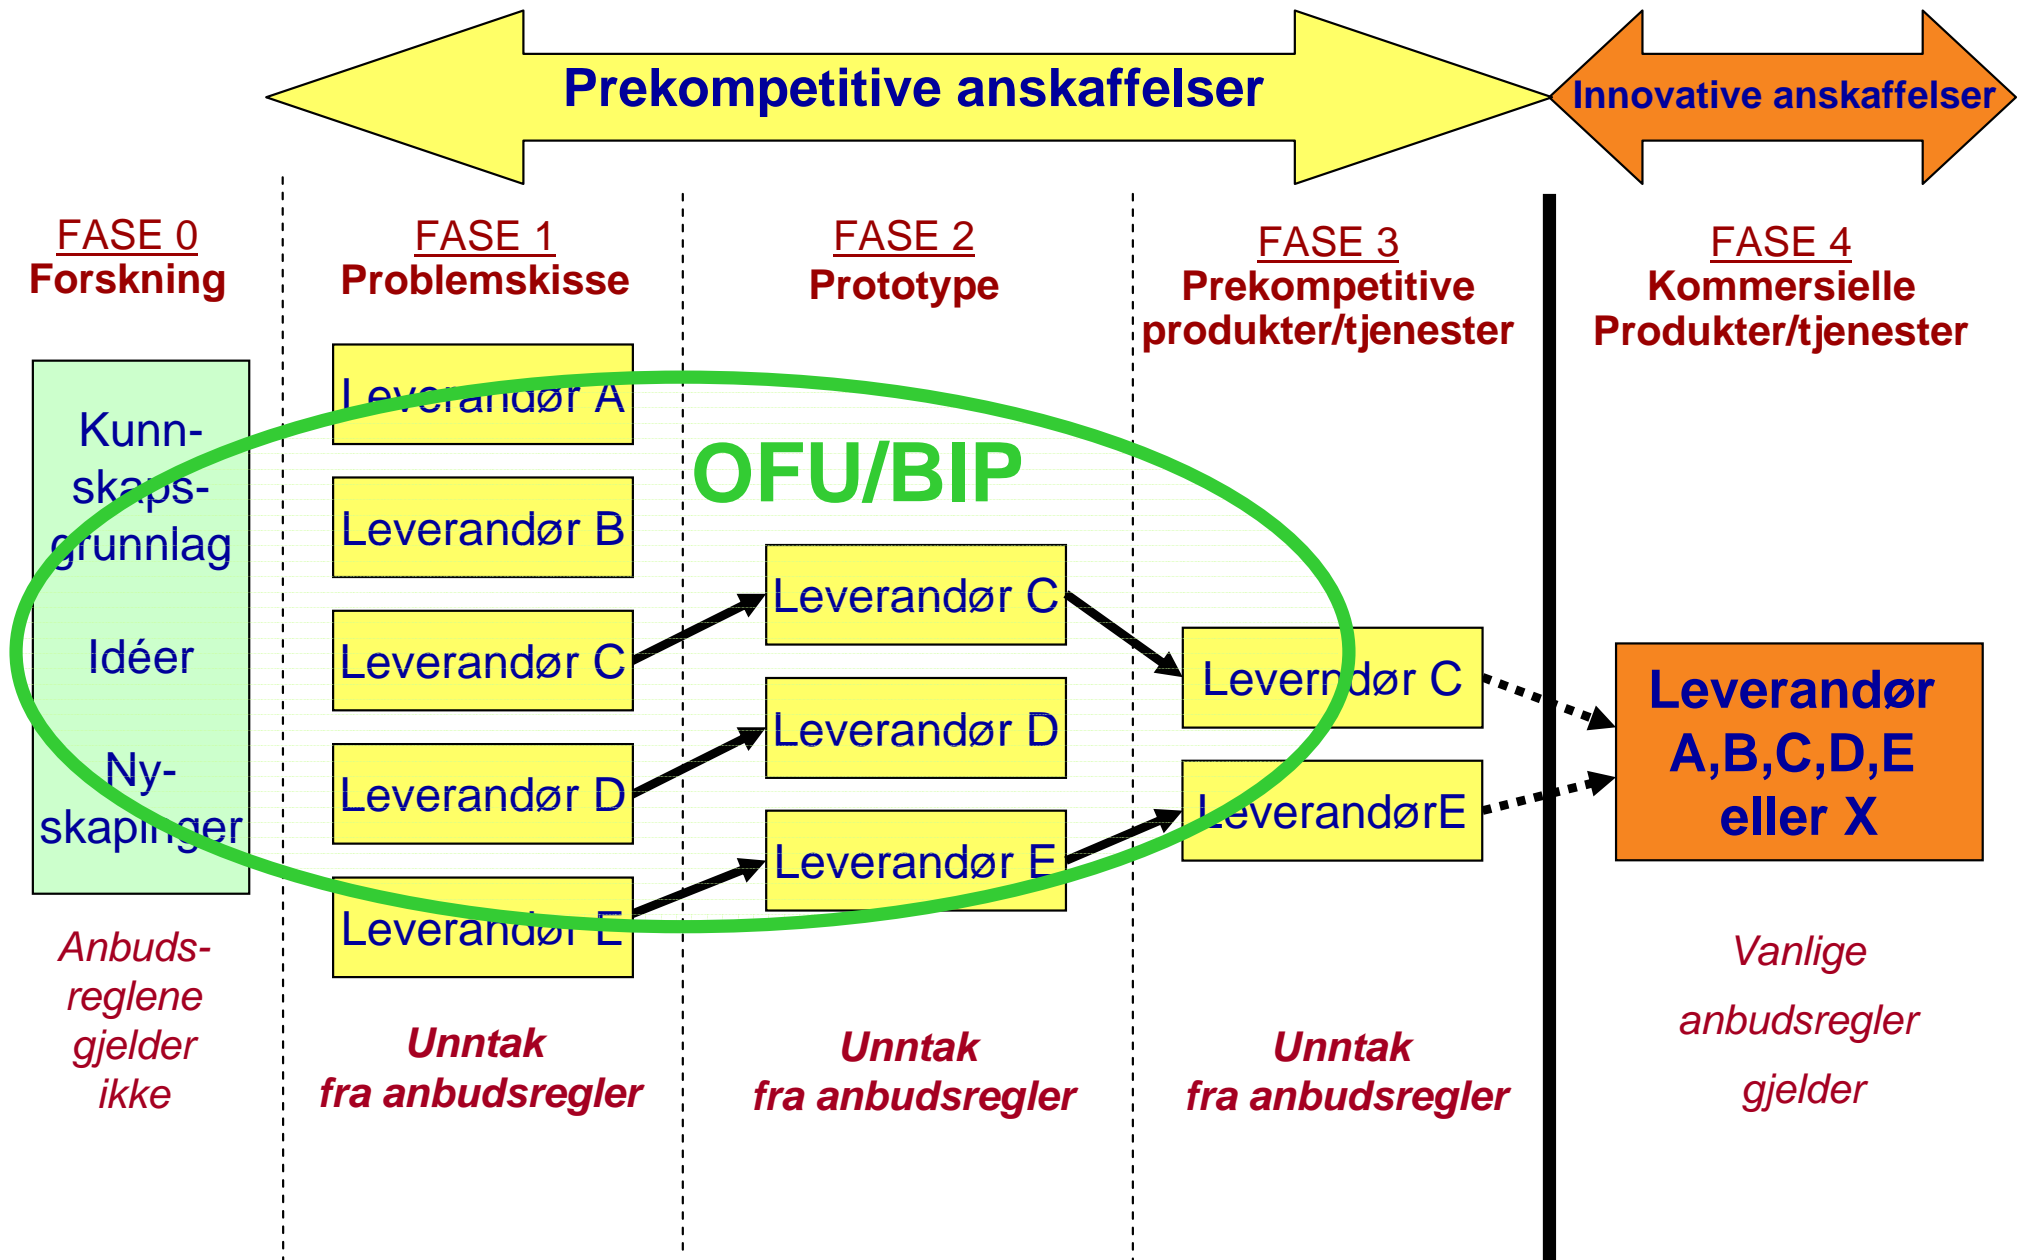 Prekompetitive anskaffelser
Innovative anskaffelser
FASE 0
Forskning
Kunn-
skaps-
grunnlag
Idéer
Ny-
skapinger
Anbuds-
reglene
gjelder
ikke
FASE 1
Problemskisse
Leverandør A
Leverandør B
Leverandør C
Leverandør D
Leverandør E
Unntak
fra anbudsregler
OFU/BIP
FASE 2
Prototype
Leverandør C
Leverandør D
Leverandør E
Unntak
fra anbudsregler
FASE 3
Prekompetitive
produkter/tjenester
Leverndør C
LeverandørE
Unntak
fra anbudsregler
FASE 4
Kommersielle
Produkter/tjenester
Leverandør
A,B,C,D,E
eller X
Vanlige
anbudsregler
gjelder